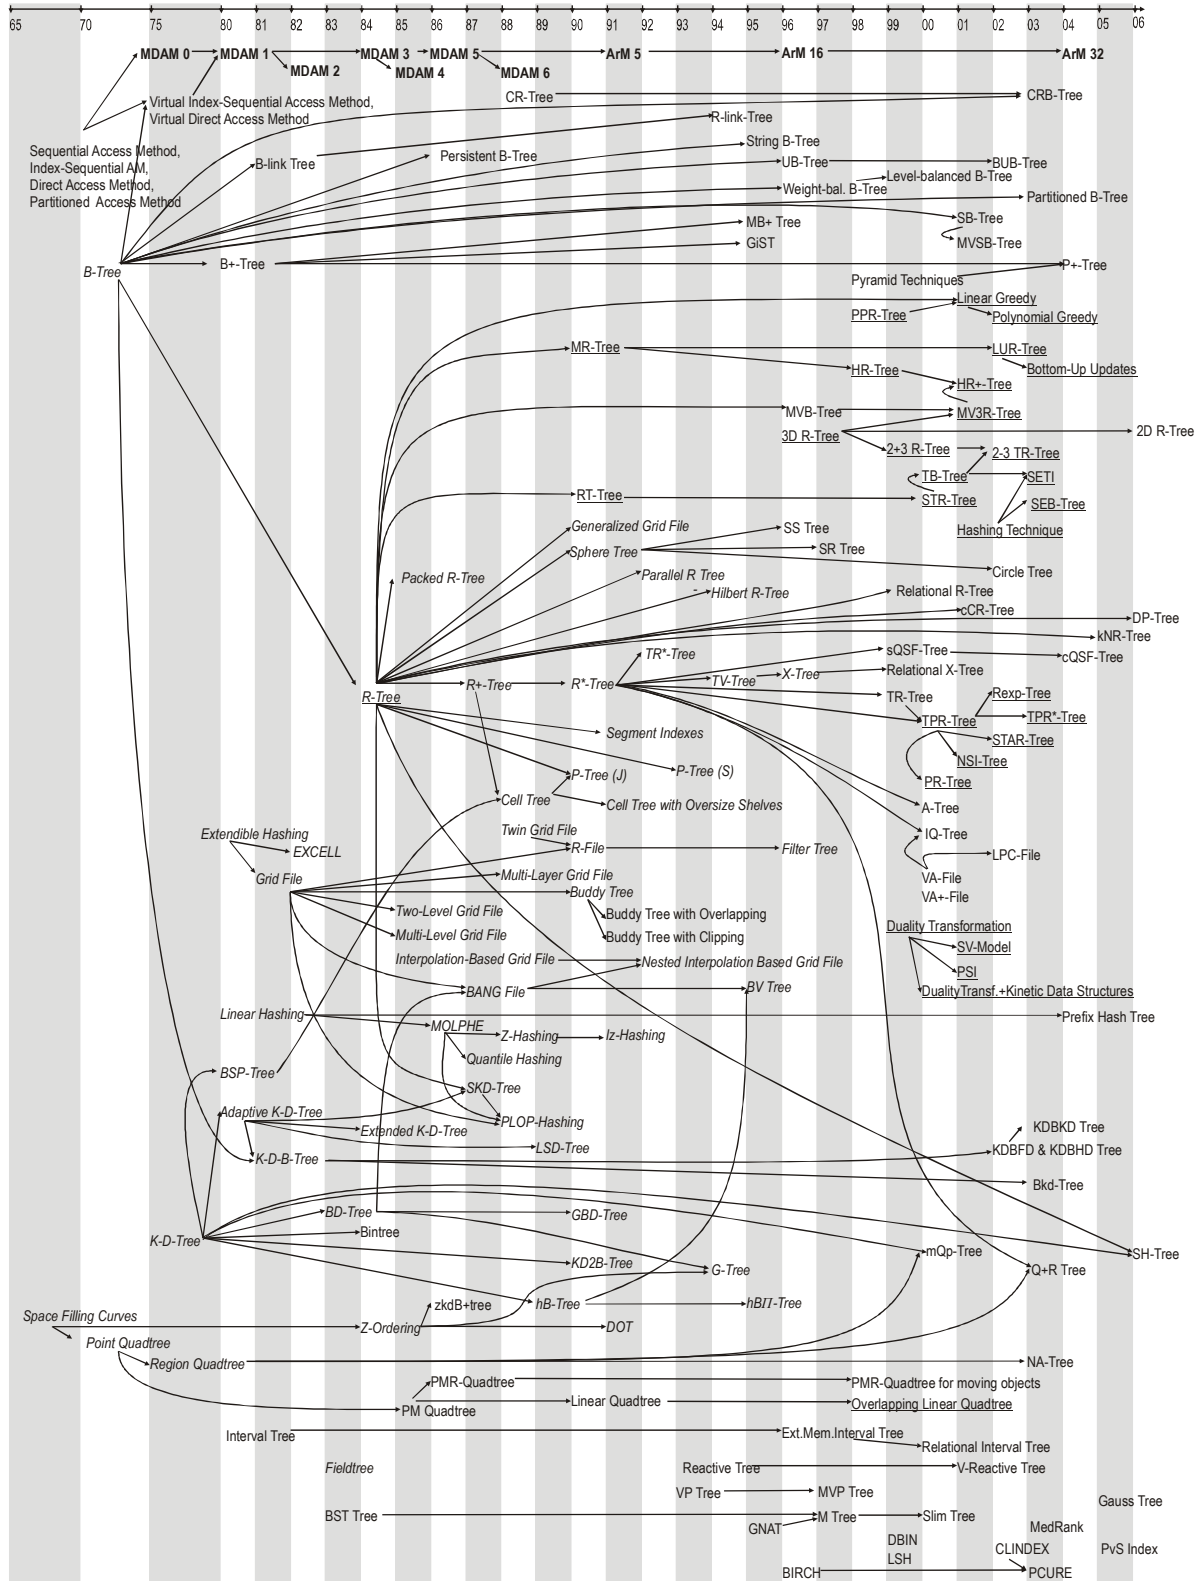 65 70 75 80 81 82 83 84 85 86 87 88 89 90 91 92 93 94 95 96 97 98 99 00 01 02 03 04 05 06
MDAM 0 MDAM 1 MDAM 3 MDAM 5 ArM 5 ArM 16 ArM 32
MDAM 2 MDAM 4 MDAM 6
CR-Tree CRB-Tree
Virtual Index-Sequential Access Method,
Virtual Direct Access Method
R-link-Tree
String B-Tree
Sequential Access Method,
Index-Sequential AM,
Direct Access Method,
Partitioned Access Method
B-link Tree Persistent B-Tree UB-Tree BUB-Tree
Level-balanced B-Tree
Weight-bal. B-Tree
Partitioned B-Tree
MB+ Tree SB-Tree
GiST MVSB-Tree
B-Tree B+-Tree P+-Tree
Pyramid Techniques
Linear Greedy
PPR-Tree Polynomial Greedy
MR-Tree LUR-Tree
HR-Tree Bottom-Up Updates
HR+-Tree
MVB-Tree MV3R-Tree
3D R-Tree 2D R-Tree
2+3 R-Tree 2-3 TR-Tree
TB-Tree SETI
RT-Tree STR-Tree SEB-Tree
Generalized Grid File SS Tree Hashing Technique
Sphere Tree SR Tree
Packed R-Tree Parallel R Tree Circle Tree
Hilbert R-Tree Relational R-Tree
cCR-Tree
DP-Tree
kNR-Tree
TR*-Tree sQSF-Tree cQSF-Tree
TV-Tree X-Tree Relational X-Tree
R-Tree R+-Tree R*-Tree TR-Tree Rexp-Tree
TPR-Tree TPR*-Tree
Segment Indexes STAR-Tree
NSI-Tree
P-Tree (J) P-Tree (S) PR-Tree
Cell Tree Cell Tree with Oversize Shelves A-Tree
Extendible Hashing Twin Grid File IQ-Tree
EXCELL R-File Filter Tree LPC-File
Grid File Multi-Layer Grid File VA-File
Buddy Tree VA+-File
Two-Level Grid File Buddy Tree with Overlapping
Multi-Level Grid File Buddy Tree with Clipping Duality Transformation
SV-Model
Interpolation-Based Grid File Nested Interpolation Based Grid File
PSI
BANG File BV Tree DualityTransf.+Kinetic Data Structures
Linear Hashing Prefix Hash Tree
MOLPHE
Z-Hashing Iz-Hashing
Quantile Hashing
BSP-Tree
SKD-Tree
Adaptive K-D-Tree
PLOP-Hashing
Extended K-D-Tree KDBKD Tree
LSD-Tree KDBFD & KDBHD Tree
K-D-B-Tree
Bkd-Tree
BD-Tree GBD-Tree
K-D-Tree Bintree
mQp-Tree SH-Tree
KD2B-Tree G-Tree Q+R Tree
zkdB+tree hB-Tree hBΠ-Tree
Space Filling Curves
Z-Ordering DOT
Point Quadtree
Region Quadtree NA-Tree
PMR-Quadtree PMR-Quadtree for moving objects
PM Quadtree Linear Quadtree Overlapping Linear Quadtree
Interval Tree Ext.Mem.Interval Tree
Relational Interval Tree
Fieldtree Reactive Tree V-Reactive Tree
VP Tree MVP Tree
Gauss Tree
BST Tree M Tree Slim Tree
GNAT MedRank
DBIN
CLINDEX PvS Index
LSH
BIRCH PCURE